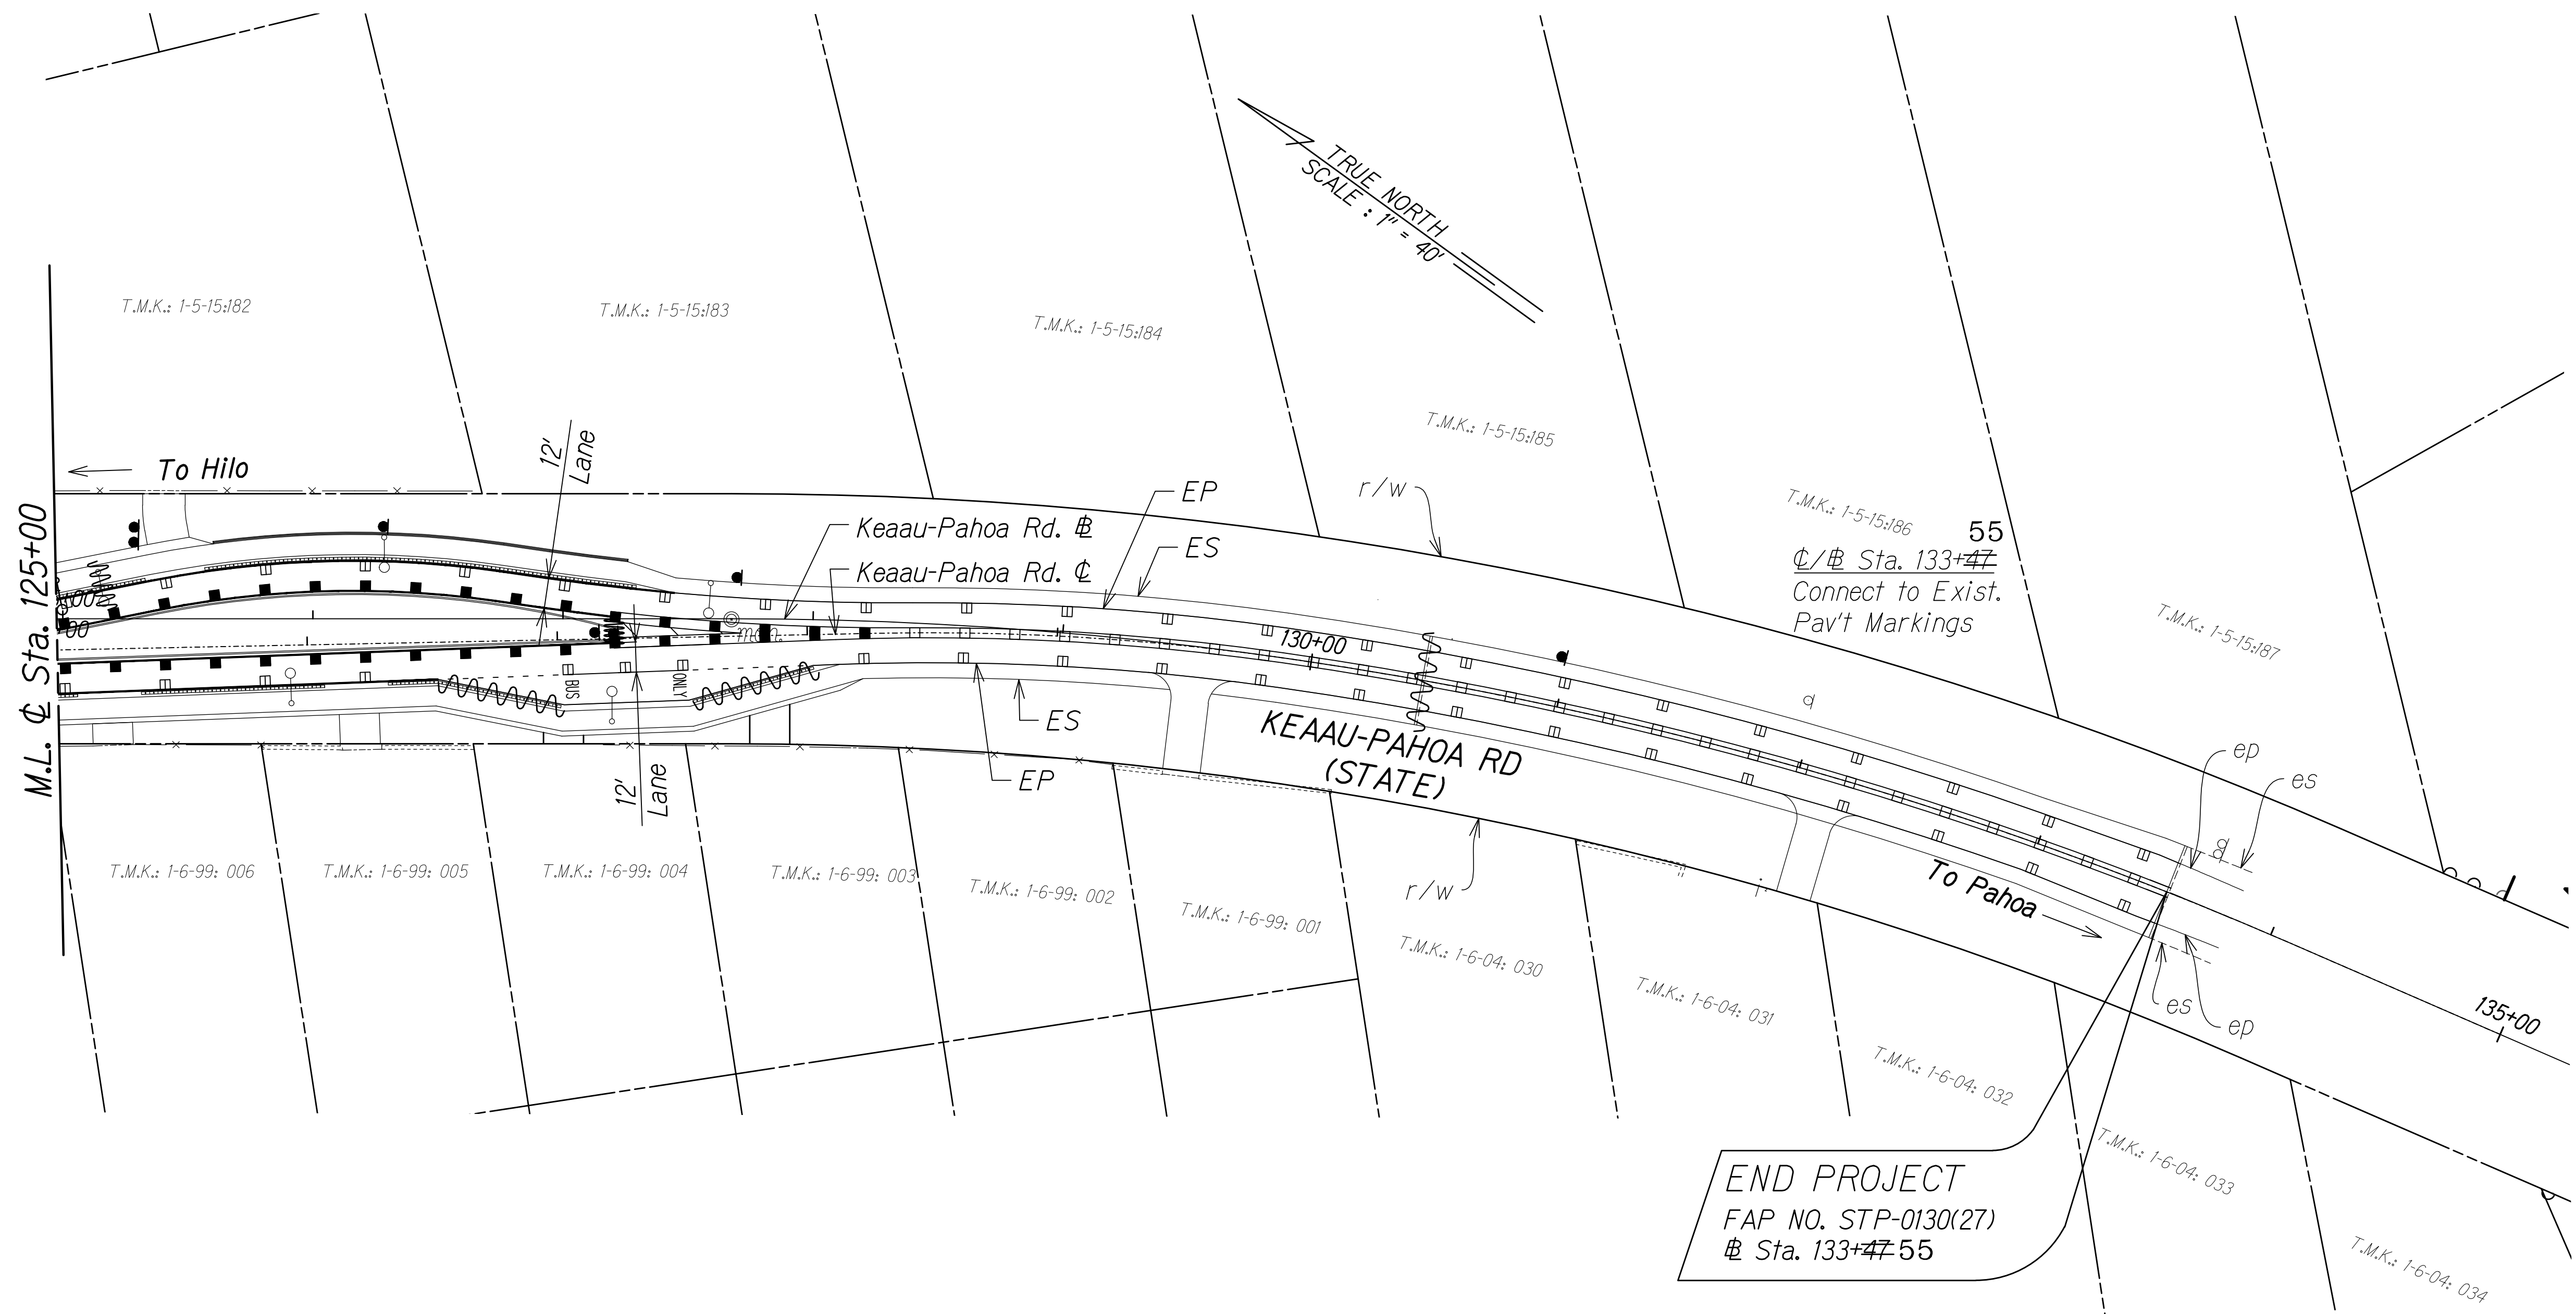 TRUE NORTH
SCALE : 1" = 40'
T.M.K.: 1-5-15:182
T.M.K.: 1-5-15:183
T.M.K.: 1-5-15:184
T.M.K.: 1-5-15:185
T.M.K.: 1-5-15:186
T.M.K.: 1-5-15:187
M.L. ℄ Sta. 125+00
To Hilo
12'
Lane
Keaau-Pahoa Rd. BL
Keaau-Pahoa Rd. ℄
EP
ES
r/w
55
℄/BL Sta. 133+47
Connect to Exist.
Pav't Markings
130+00
BUS
ONLY
ES
EP
12'
Lane
KEAAU-PAHOA RD
(STATE)
r/w
To Pahoa
ep
es
es
ep
135+00
T.M.K.: 1-6-99: 006
T.M.K.: 1-6-99: 005
T.M.K.: 1-6-99: 004
T.M.K.: 1-6-99: 003
T.M.K.: 1-6-99: 002
T.M.K.: 1-6-99: 001
T.M.K.: 1-6-04: 030
T.M.K.: 1-6-04: 031
T.M.K.: 1-6-04: 032
T.M.K.: 1-6-04: 033
T.M.K.: 1-6-04: 034
END PROJECT
FAP NO. STP-0130(27)
BL Sta. 133+47 55